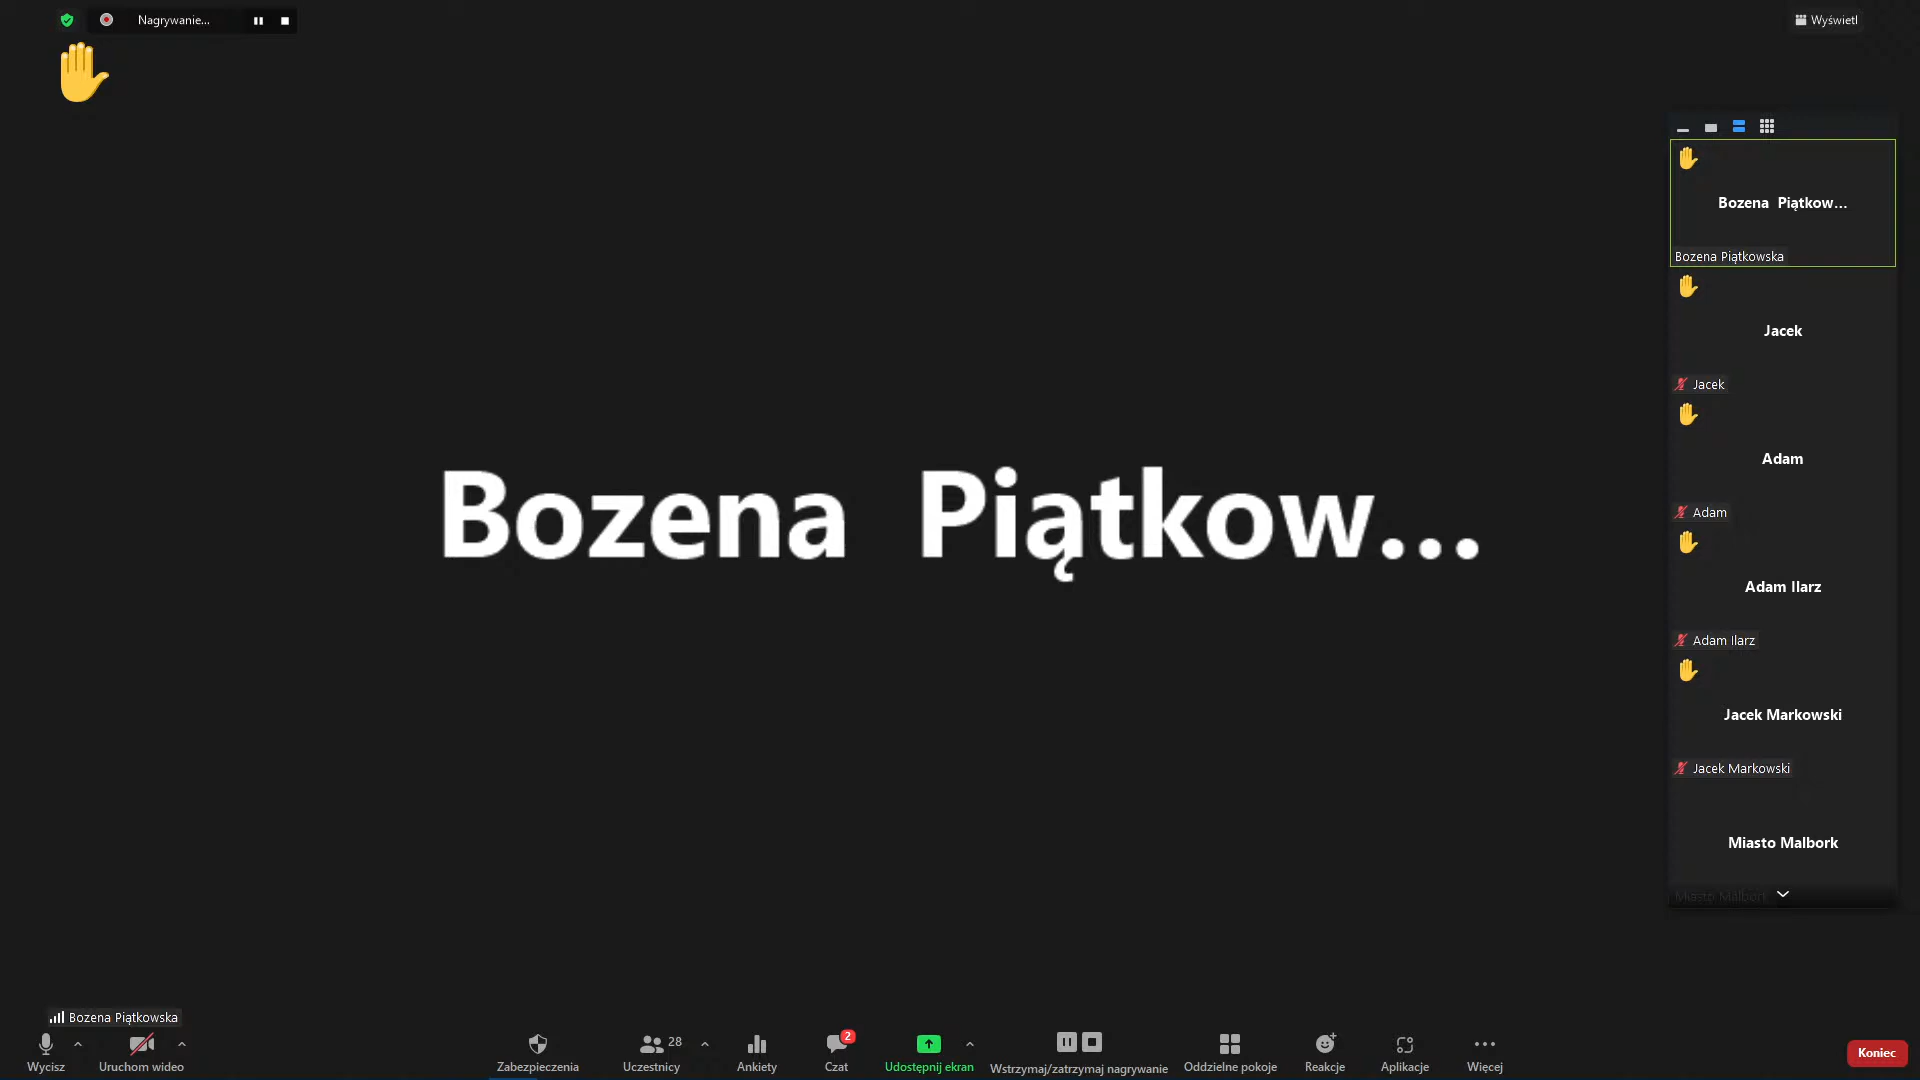 Nagrywanie...
Wyświetl
Bozena Piątkow...
Bozena Piątkow...
Bozena Piątkowska
Jacek
Jacek
Adam
Adam
Adam Ilarz
Adam Ilarz
Jacek Markowski
Jacek Markowski
Miasto Malbork
Miasto Malbork
Bozena Piątkowska
Wycisz
Uruchom wideo
Zabezpieczenia
28
Uczestnicy
Ankiety
2
Czat
Udostępnij ekran
Wstrzymaj/zatrzymaj nagrywanie
Oddzielne pokoje
Reakcje
Aplikacje
Więcej
Koniec